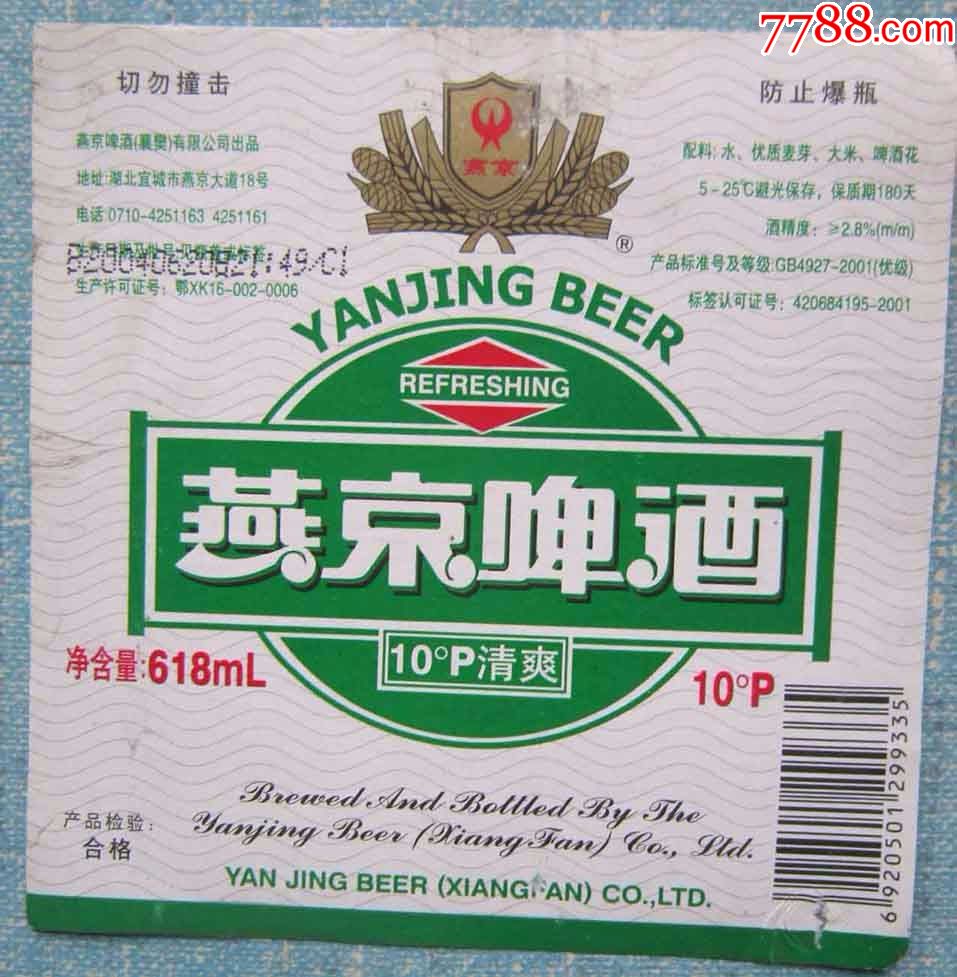 7788.com
切勿撞击
防止爆瓶
燕京
®
燕京啤酒(襄樊)有限公司出品
地址:湖北宜城市燕京大道18号
电话:0710-4251163 4251161
生产许可证号: 鄂XK16-002-0006
配料: 水、优质麦芽、大米、啤酒花
5-25℃避光保存, 保质期180天
酒精度: ≥2.8%(m/m)
产品标准号及等级:GB4927-2001(优级)
标签认可证号: 420684195-2001
YANJING BEER
REFRESHING
燕京啤酒
10°P清爽
净含量:618mL
10°P
Brewed And Bottled By The
Yanjing Beer (XiangFan) Co., Ltd.
YAN JING BEER (XIANGFAN) CO.,LTD.
产品检验:
合格
6920501299335